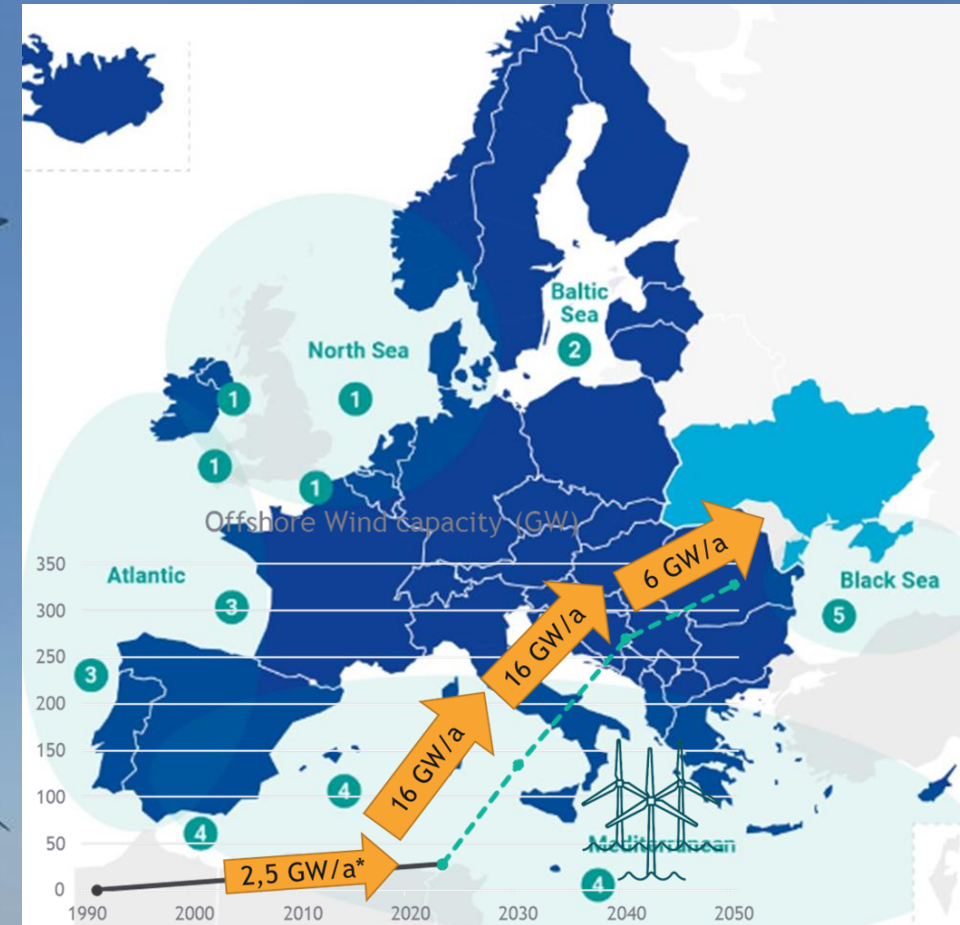 Baltic
Sea
2
North Sea
1
1
1
1
Offshore Wind capacity (GW)
6 GW/a
350
Atlantic
Black Sea
300
3
16 GW/a
5
250
3
200
150
16 GW/a
100
4
50
4
Mediterranean
2,5 GW/a*
4
0
1990
2000
2010
2020
2030
2040
2050